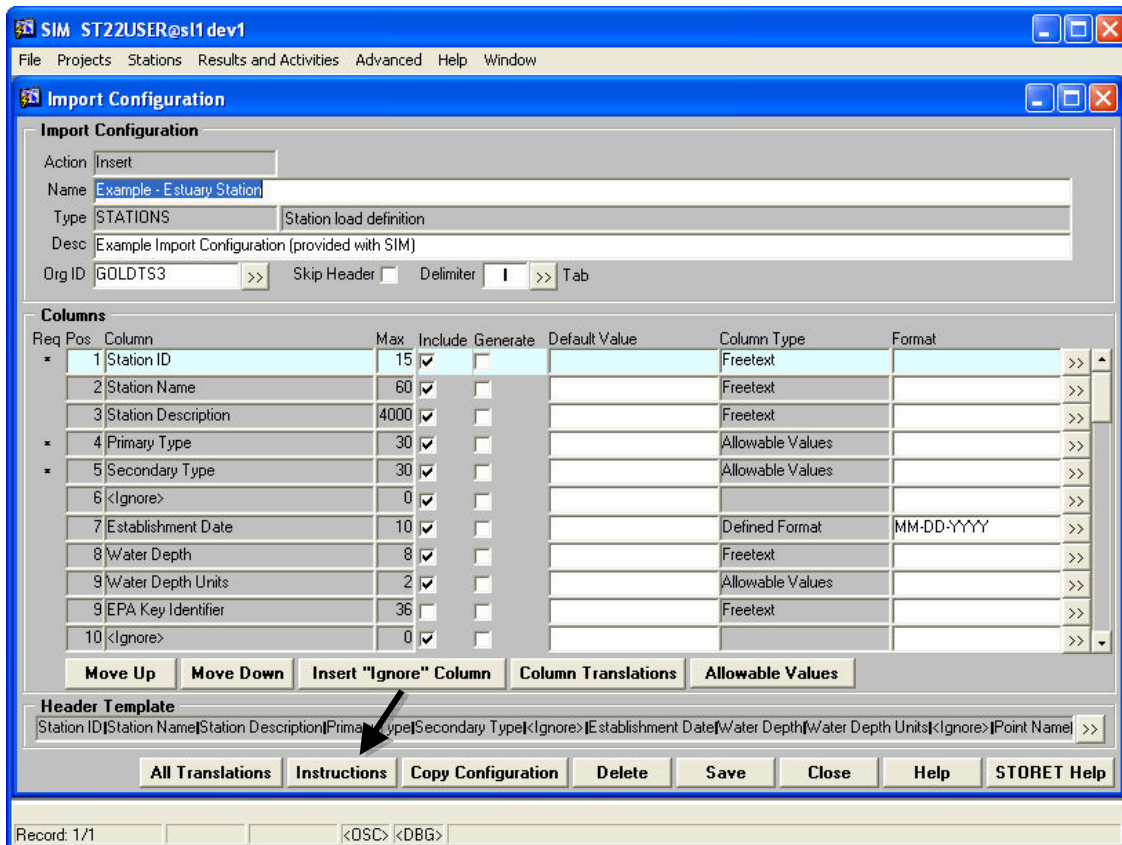 SIM ST22USER@sl1dev1
File Projects Stations Results and Activities Advanced Help Window
Import Configuration
Import Configuration
Action Insert
Name Example - Estuary Station
Type STATIONS Station load definition
Desc Example Import Configuration (provided with SIM)
Org ID GOLDTS3 >> Skip Header Delimiter >> Tab
Columns
Req Pos Column Max Include Generate Default Value Column Type Format
* 1 Station ID 15 Freetext >>
2 Station Name 60 Freetext >>
3 Station Description 4000 Freetext >>
* 4 Primary Type 30 Allowable Values >>
* 5 Secondary Type 30 Allowable Values >>
6 <Ignore> 0 >>
7 Establishment Date 10 Defined Format MM-DD-YYYY >>
8 Water Depth 8 Freetext >>
9 Water Depth Units 2 Allowable Values >>
9 EPA Key Identifier 36 Freetext >>
10 <Ignore> 0 >>
Move Up Move Down Insert "Ignore" Column Column Translations Allowable Values
Header Template
Station ID|Station Name|Station Description|Primary Type|Secondary Type|<Ignore>|Establishment Date|Water Depth|Water Depth Units|<Ignore>|Point Name| >>
All Translations Instructions Copy Configuration Delete Save Close Help STORET Help
Record: 1/1 <OSC> <DBG>